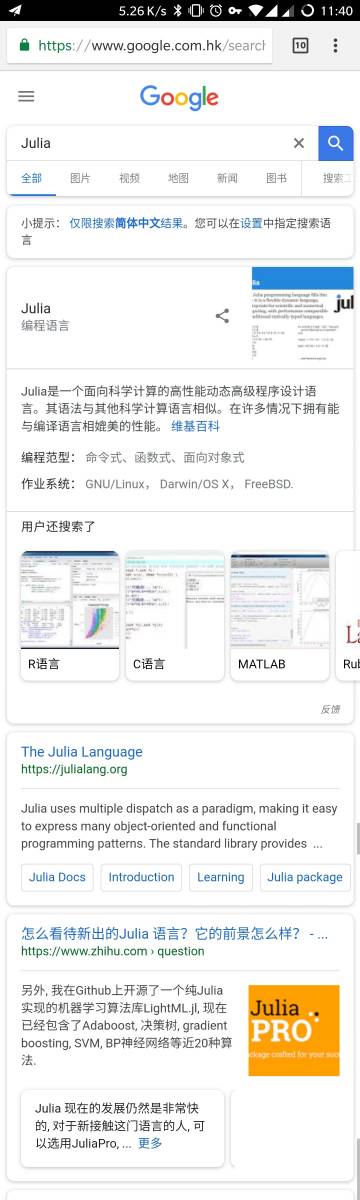 5.26 K/s 11:40
https://www.google.com.hk/search
10
Google
Julia
全部 图片 视频 地图 新闻 图书 搜索工
小提示： 仅限搜索简体中文结果。您可以在设置中指定搜索语
言
Julia
编程语言
Julia是一个面向科学计算的高性能动态高级程序设计语
言。其语法与其他科学计算语言相似。在许多情况下拥有能
与编译语言相媲美的性能。 维基百科
编程范型： 命令式、函数式、面向对象式
作业系统： GNU/Linux， Darwin/OS X， FreeBSD.
用户还搜索了
R语言 C语言 MATLAB Rub
反馈
The Julia Language
https://julialang.org
Julia uses multiple dispatch as a paradigm, making it easy
to express many object-oriented and functional
programming patterns. The standard library provides ...
Julia Docs Introduction Learning Julia package
怎么看待新出的Julia 语言？它的前景怎么样？ - ...
https://www.zhihu.com › question
另外, 我在Github上开源了一个纯Julia
实现的机器学习算法库LightML.jl, 现在
已经包含了Adaboost, 决策树, gradient
boosting, SVM, BP神经网络等近20种算
法.
Julia
PRO
ckage crafted for your suc
Julia 现在的发展仍然是非常快
的, 对于新接触这门语言的人, 可
以选用JuliaPro, ... 更多